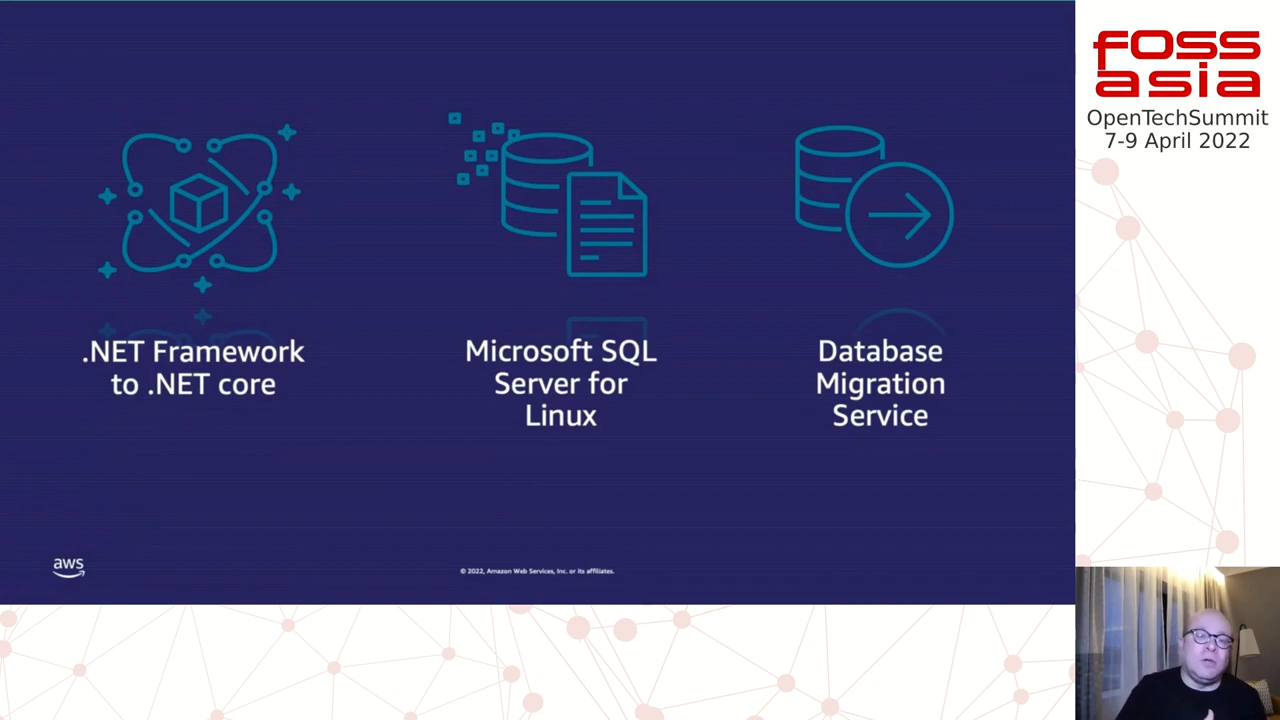 .NET Framework
to .NET core
Microsoft SQL
Server for
Linux
Database
Migration
Service
aws
© 2022, Amazon Web Services, Inc. or its affiliates.
fOSS
asia
OpenTechSummit
7-9 April 2022